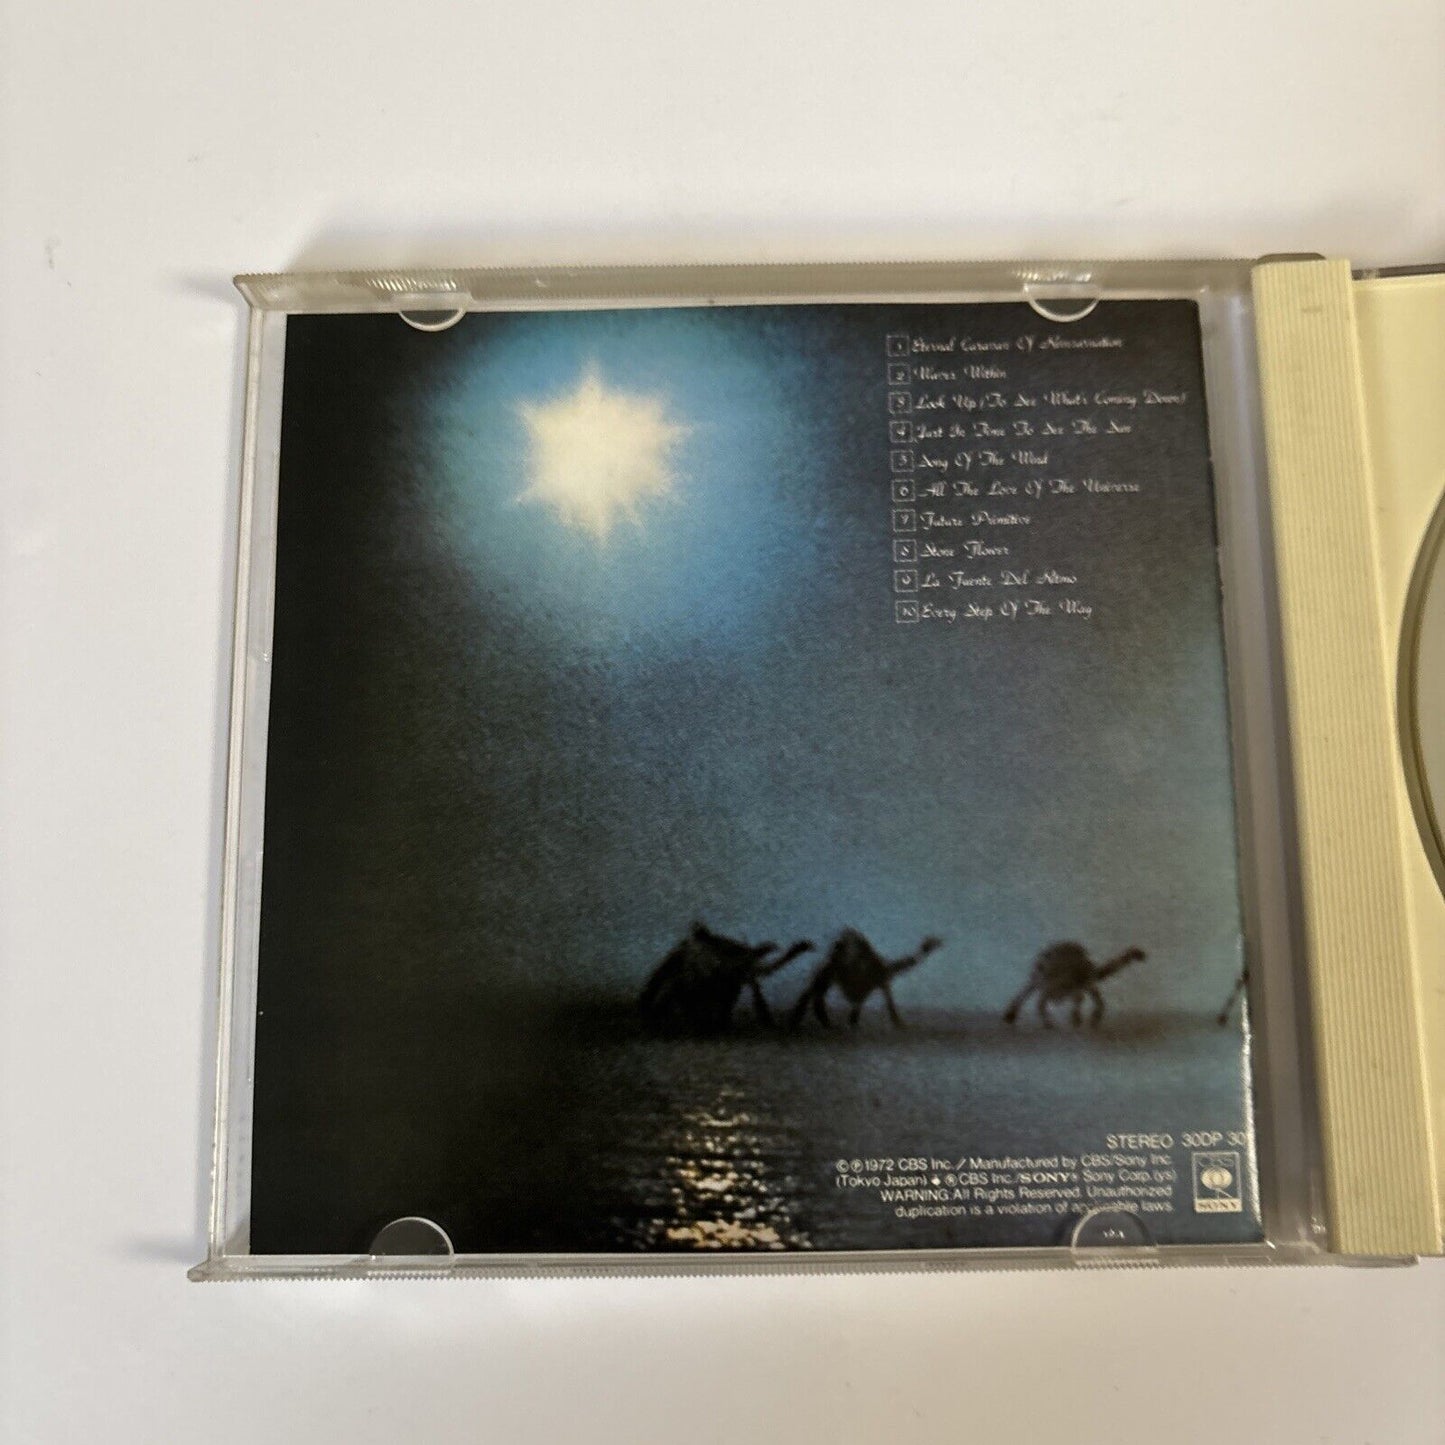 1 Eternal Caravan Of Reincarnation
2 Waves Within
3 Look Up (To See What's Coming Down)
4 Just In Time To See The Sun
5 Song Of The Wind
6 All The Love Of The Universe
7 Future Primitive
8 Stone Flower
9 La Fuente Del Ritmo
10 Every Step Of The Way
STEREO 30DP 30
©℗1972 CBS Inc. / Manufactured by CBS/Sony Inc.
(Tokyo Japan) ♦ ® CBS Inc./SONY® Sony Corp.(ys)
WARNING: All Rights Reserved. Unauthorized
duplication is a violation of applicable laws.
CBS
SONY